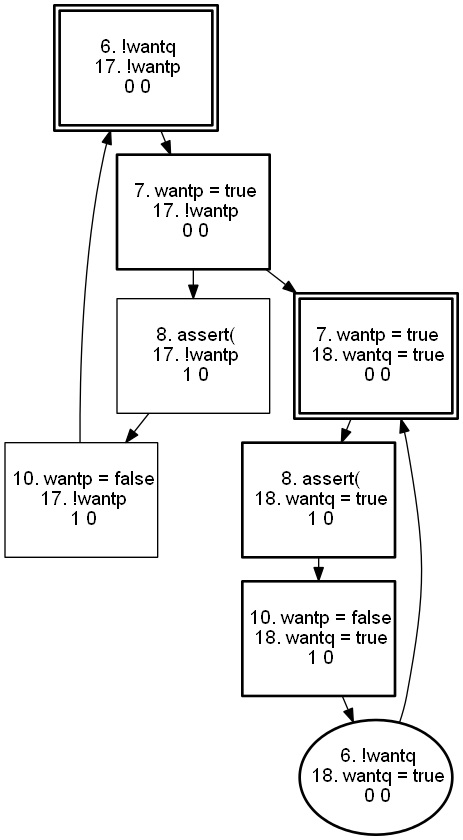 6. !wantq
17. !wantp
0 0
7. wantp = true
17. !wantp
0 0
8. assert(
17. !wantp
1 0
7. wantp = true
18. wantq = true
0 0
10. wantp = false
17. !wantp
1 0
8. assert(
18. wantq = true
1 0
10. wantp = false
18. wantq = true
1 0
6. !wantq
18. wantq = true
0 0